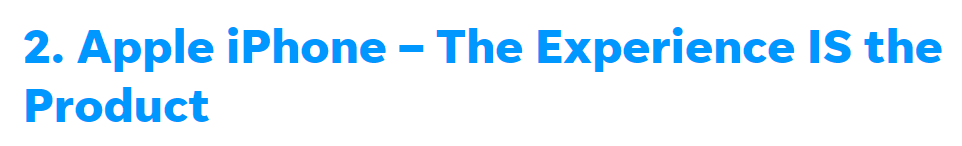 2. Apple iPhone – The Experience IS the
Product